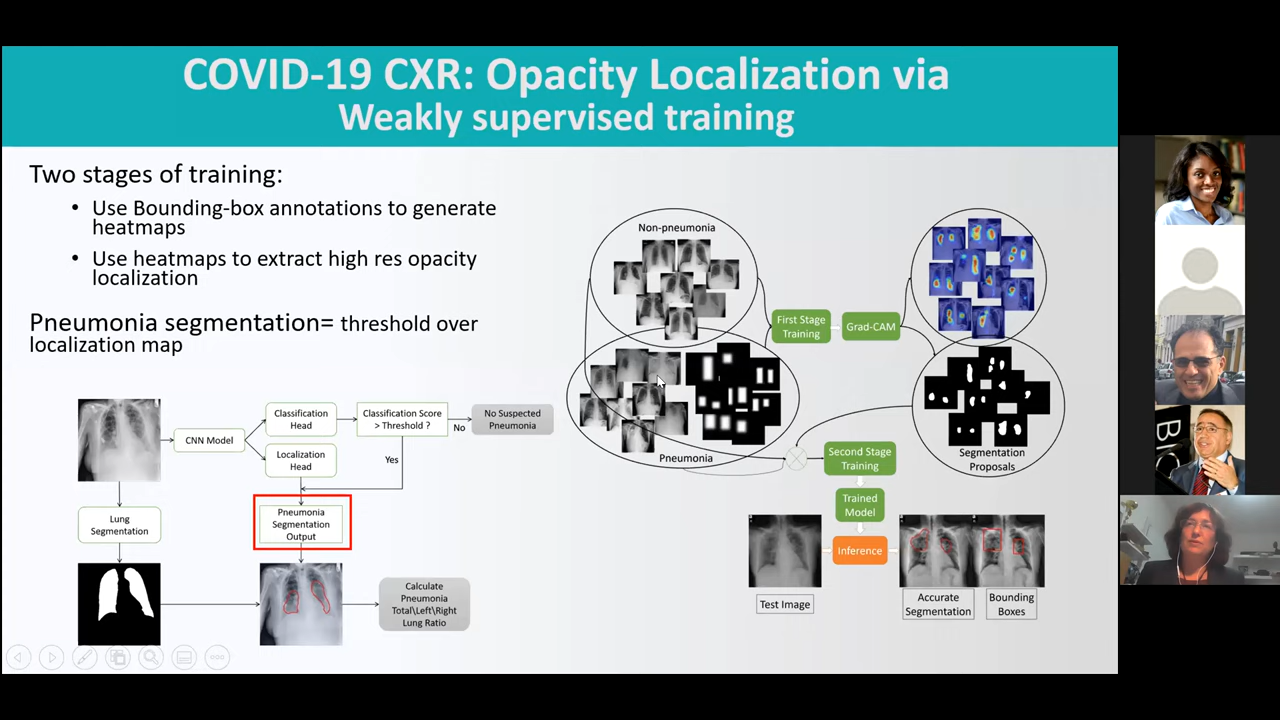 COVID-19 CXR: Opacity Localization via
Weakly supervised training
Two stages of training:
• Use Bounding-box annotations to generate
heatmaps
• Use heatmaps to extract high res opacity
localization
Pneumonia segmentation= threshold over
localization map
CNN Model
Classification
Head
Localization
Head
Classification Score
> Threshold ?
No
No Suspected
Pneumonia
Yes
Lung
Segmentation
Pneumonia
Segmentation
Output
Calculate
Pneumonia
Total\Left\Right
Lung Ratio
Non-pneumonia
Pneumonia
First Stage
Training
Grad-CAM
Segmentation
Proposals
Second Stage
Training
Trained
Model
Inference
Test Image
Accurate
Segmentation
Bounding
Boxes